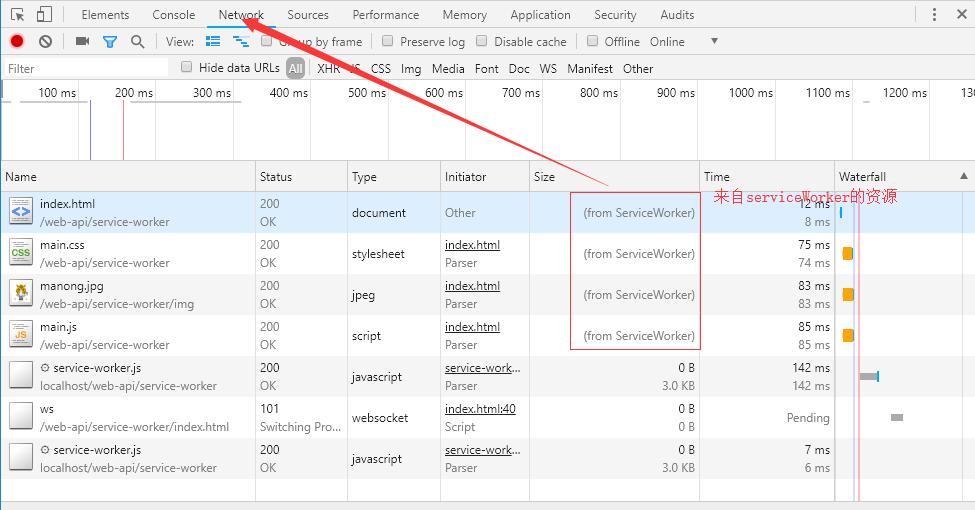 Elements Console Network Sources Performance Memory Application Security Audits
View: Group by frame Preserve log Disable cache Offline Online
Filter Hide data URLs All XHR JS CSS Img Media Font Doc WS Manifest Other
100 ms 200 ms 300 ms 400 ms 500 ms 600 ms 700 ms 800 ms 900 ms 1000 ms 1100 ms 1200 ms
Name Status Type Initiator Size Time Waterfall
来自serviceWorker的资源
index.html 200 document Other (from ServiceWorker) 12 ms
/web-api/service-worker OK 8 ms
main.css 200 stylesheet index.html (from ServiceWorker) 75 ms
/web-api/service-worker OK Parser 74 ms
manong.jpg 200 jpeg index.html (from ServiceWorker) 83 ms
/web-api/service-worker/img OK Parser 83 ms
main.js 200 script index.html (from ServiceWorker) 85 ms
/web-api/service-worker OK Parser 85 ms
service-worker.js 200 javascript service-work... 0 B 142 ms
localhost/web-api/service-worker OK Parser 3.0 KB 142 ms
ws 101 websocket index.html:40 0 B Pending
/web-api/service-worker/index.html Switching Pro... Script 0 B
service-worker.js 200 javascript service-work... 0 B 7 ms
localhost/web-api/service-worker OK Parser 3.0 KB 6 ms